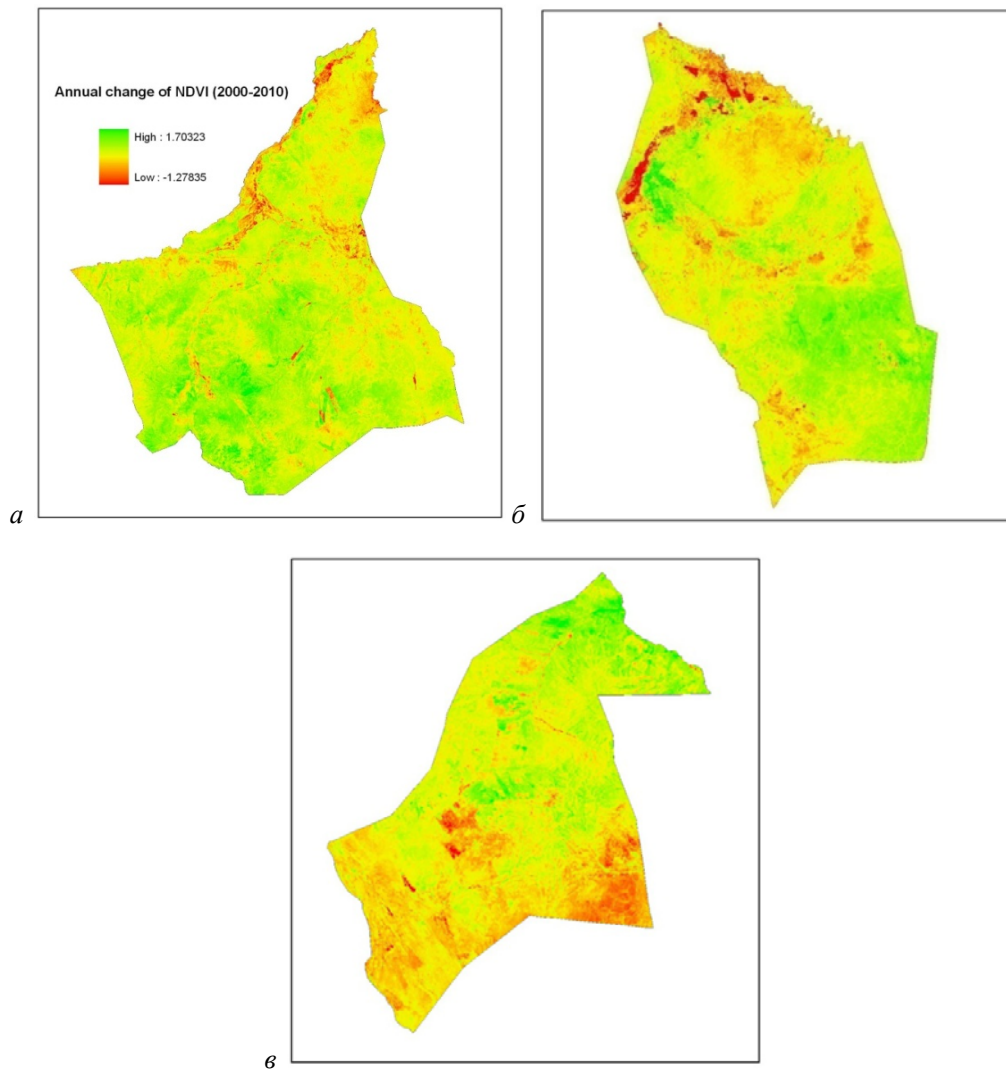 Annual change of NDVI (2000-2010)
High : 1.70323
Low : -1.27835
а
б
в